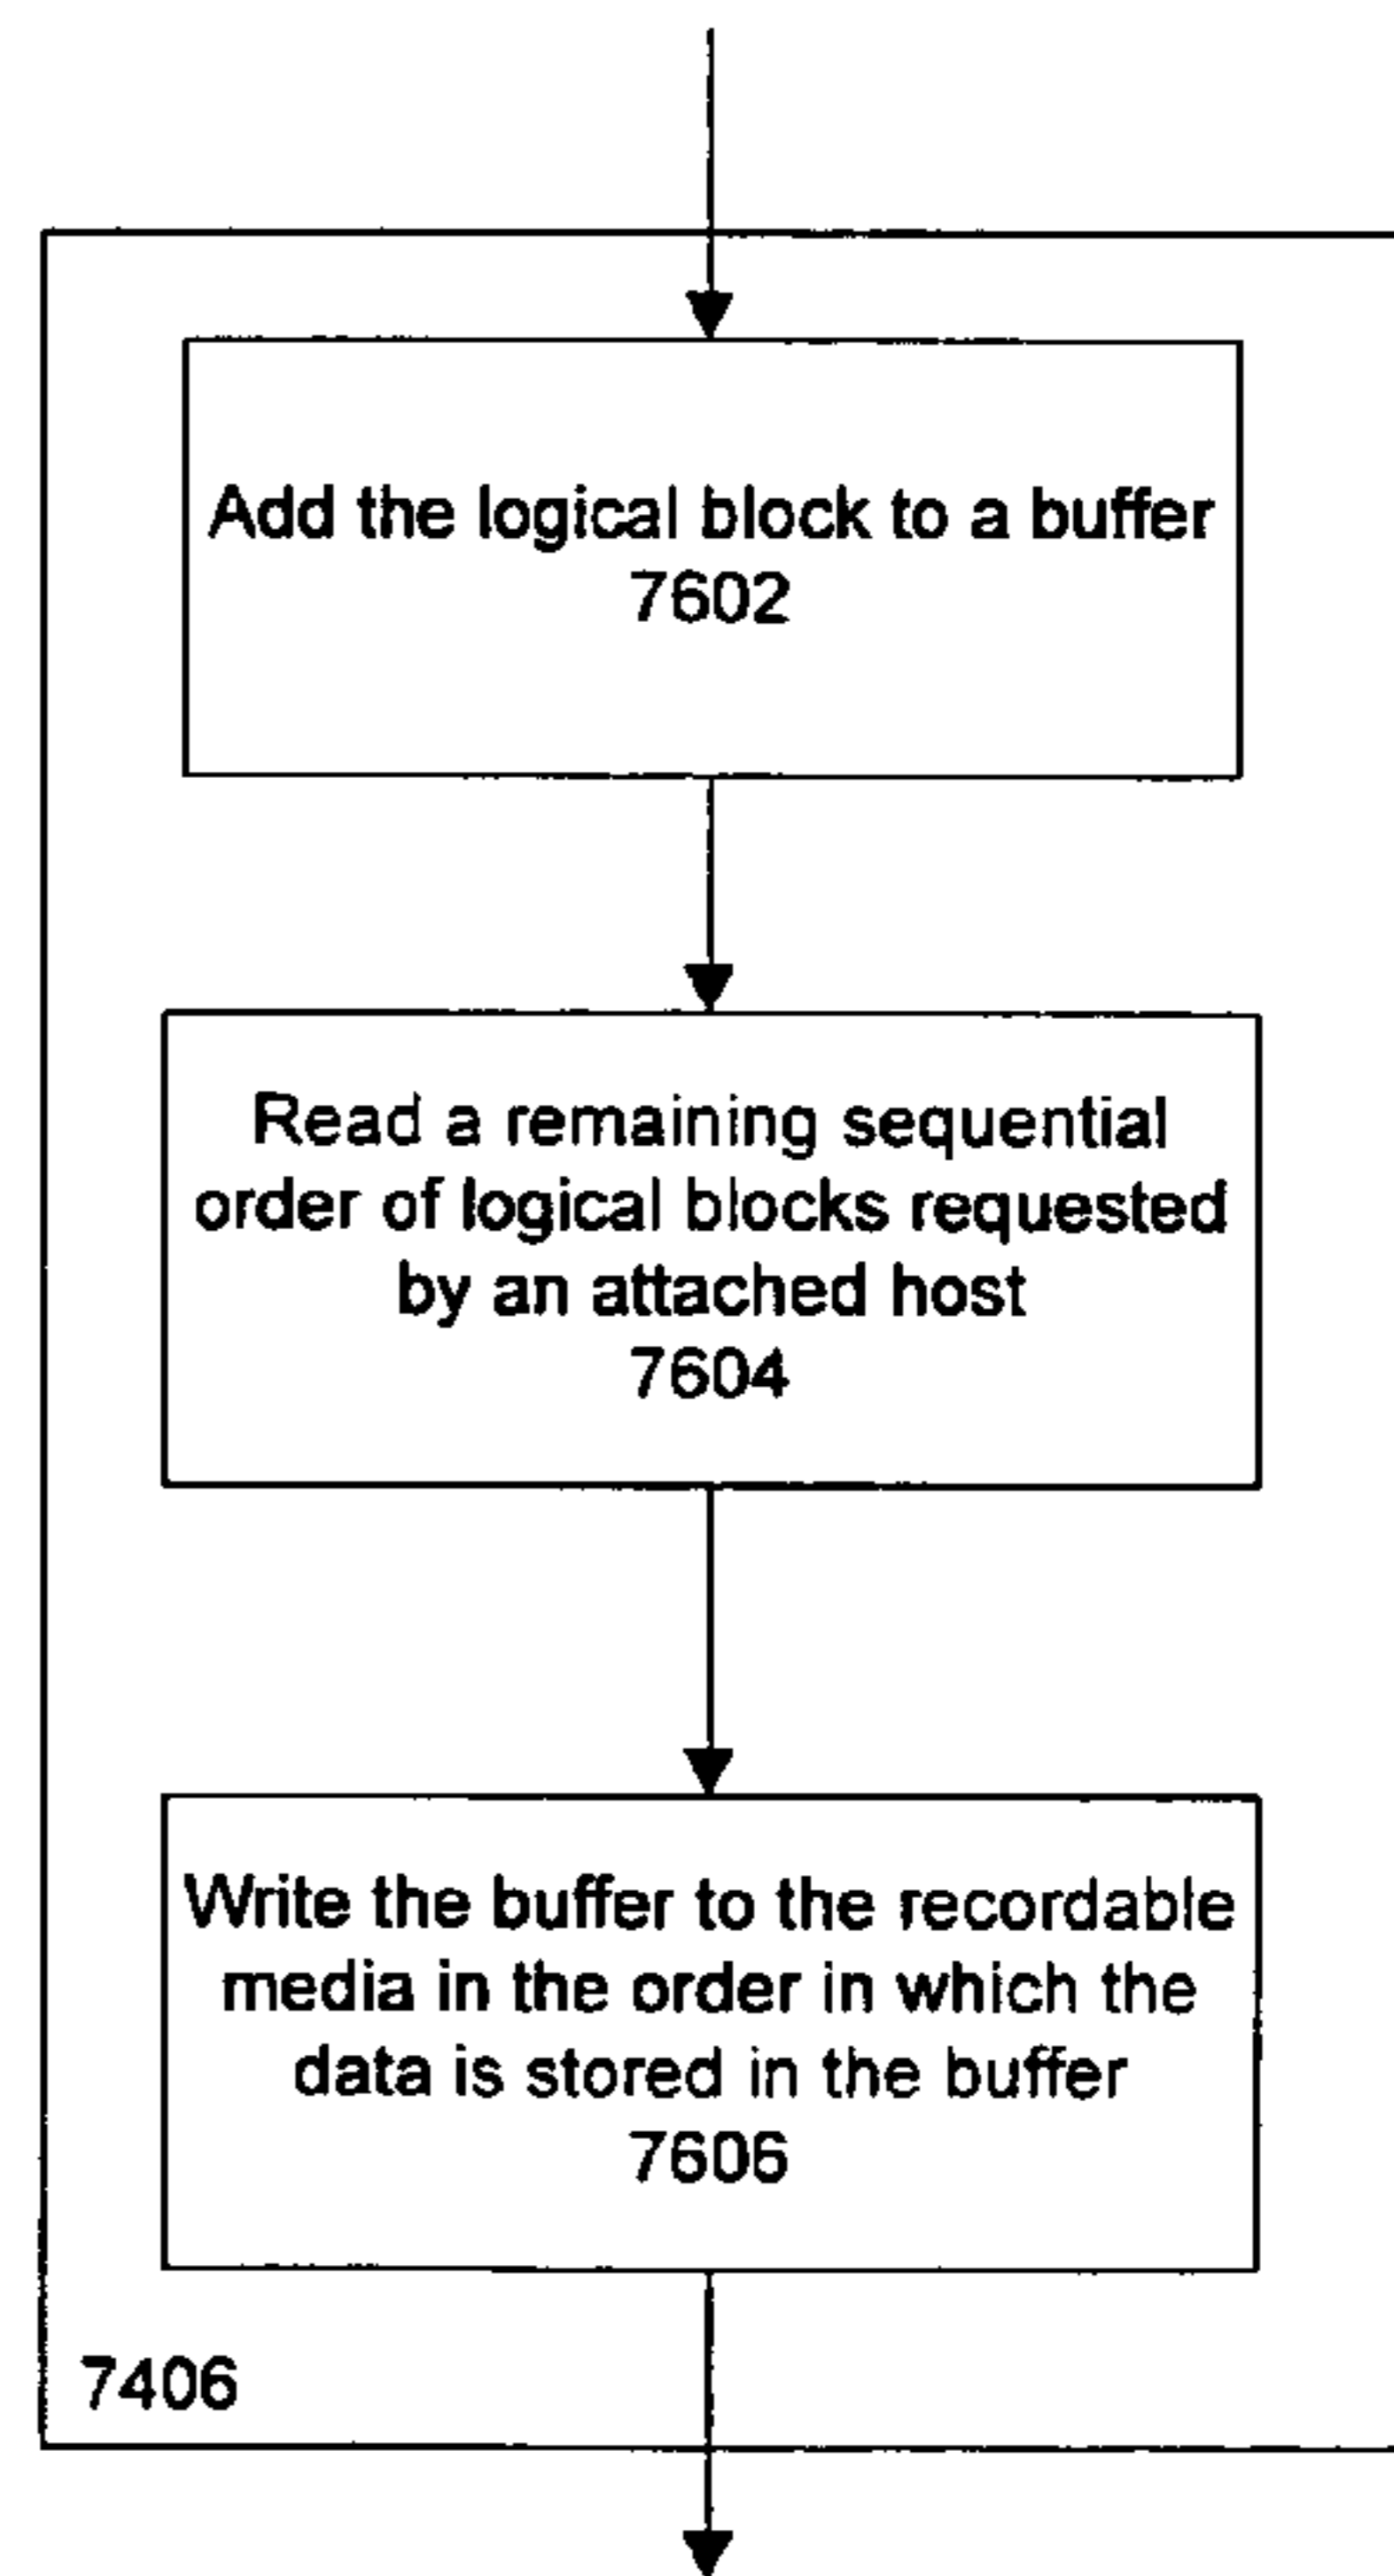 Add the logical block to a buffer
7602
Read a remaining sequential
order of logical blocks requested
by an attached host
7604
Write the buffer to the recordable
media in the order in which the
data is stored in the buffer
7606
7406